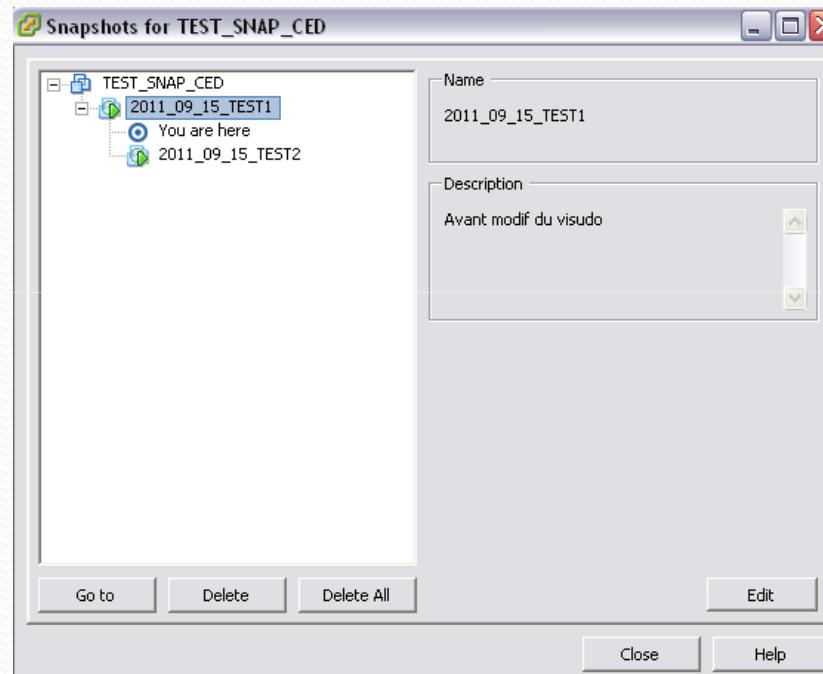 Snapshots for TEST_SNAP_CED
TEST_SNAP_CED
2011_09_15_TEST1
You are here
2011_09_15_TEST2
Name
2011_09_15_TEST1
Description
Avant modif du visudo
Go to
Delete
Delete All
Edit
Close
Help